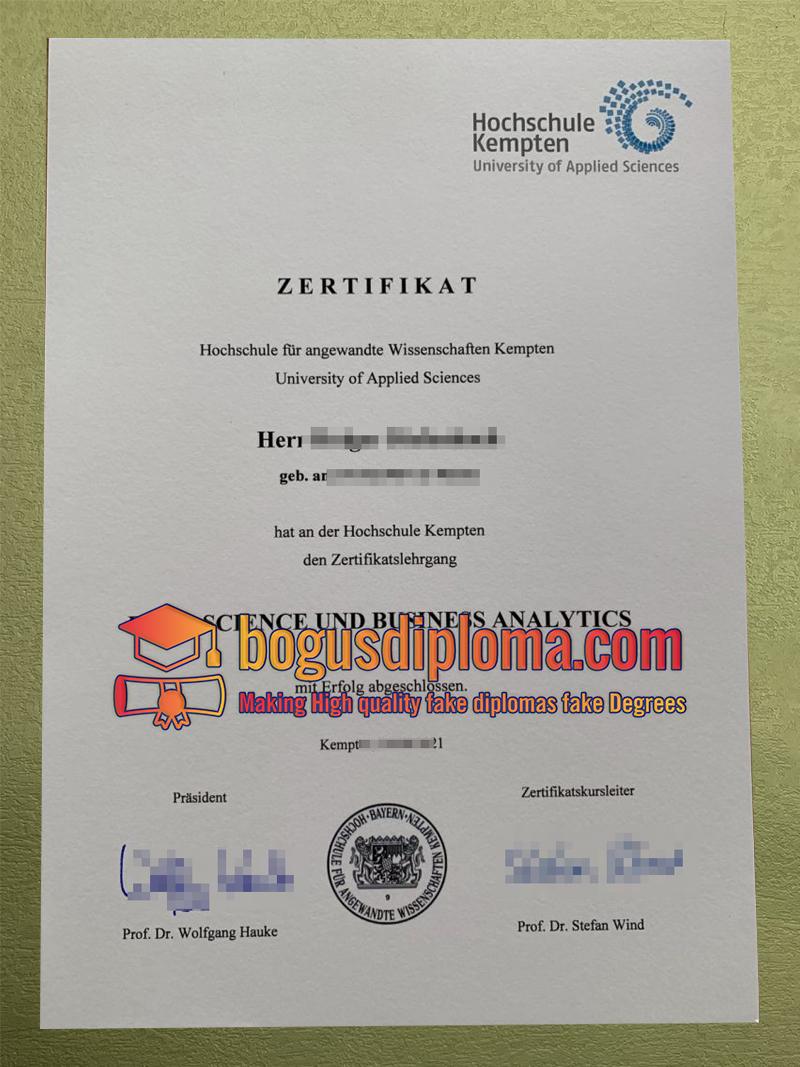 Hochschule
Kempten
University of Applied Sciences
ZERTIFIKAT
Hochschule für angewandte Wissenschaften Kempten
University of Applied Sciences
Herr
geb.
hat an der Hochschule Kempten
den Zertifikatslehrgang
SCIENCE UND BUSINESS ANALYTICS
bogusdiploma.com
mit Erfolg abgeschlossen.
Making High quality fake diplomas fake Degrees
Präsident
Zertifikatskursleiter
HOCHSCHULE FÜR ANGEWANDTE WISSENSCHAFTEN KEMPTEN · BAYERN ·
9
Prof. Dr. Wolfgang Hauke
Prof. Dr. Stefan Wind